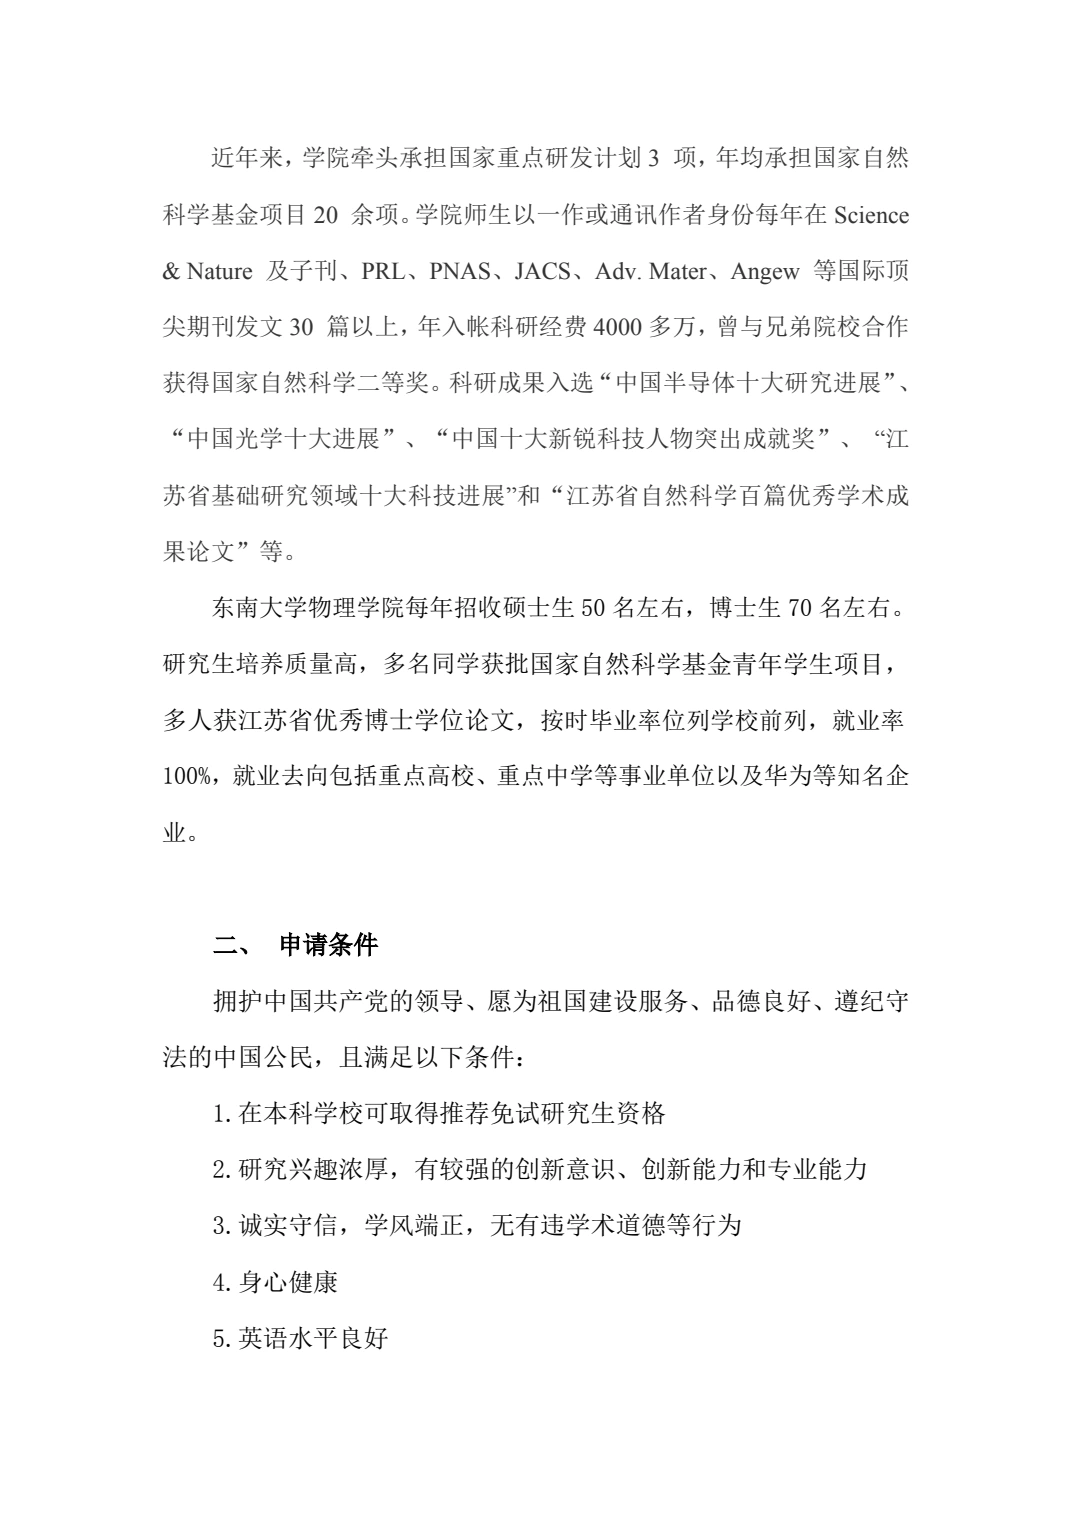 近年来，学院牵头承担国家重点研发计划 3 项，年均承担国家自然
科学基金项目 20 余项。学院师生以一作或通讯作者身份每年在 Science
& Nature 及子刊、PRL、PNAS、JACS、Adv. Mater、Angew 等国际顶
尖期刊发文 30 篇以上，年入帐科研经费 4000 多万，曾与兄弟院校合作
获得国家自然科学二等奖。科研成果入选“中国半导体十大研究进展”、
“中国光学十大进展”、“中国十大新锐科技人物突出成就奖”、 “江
苏省基础研究领域十大科技进展”和“江苏省自然科学百篇优秀学术成
果论文”等。
东南大学物理学院每年招收硕士生 50 名左右，博士生 70 名左右。
研究生培养质量高，多名同学获批国家自然科学基金青年学生项目，
多人获江苏省优秀博士学位论文，按时毕业率位列学校前列，就业率
100%，就业去向包括重点高校、重点中学等事业单位以及华为等知名企
业。
二、 申请条件
拥护中国共产党的领导、愿为祖国建设服务、品德良好、遵纪守
法的中国公民，且满足以下条件：
1.在本科学校可取得推荐免试研究生资格
2.研究兴趣浓厚，有较强的创新意识、创新能力和专业能力
3.诚实守信，学风端正，无有违学术道德等行为
4.身心健康
5.英语水平良好